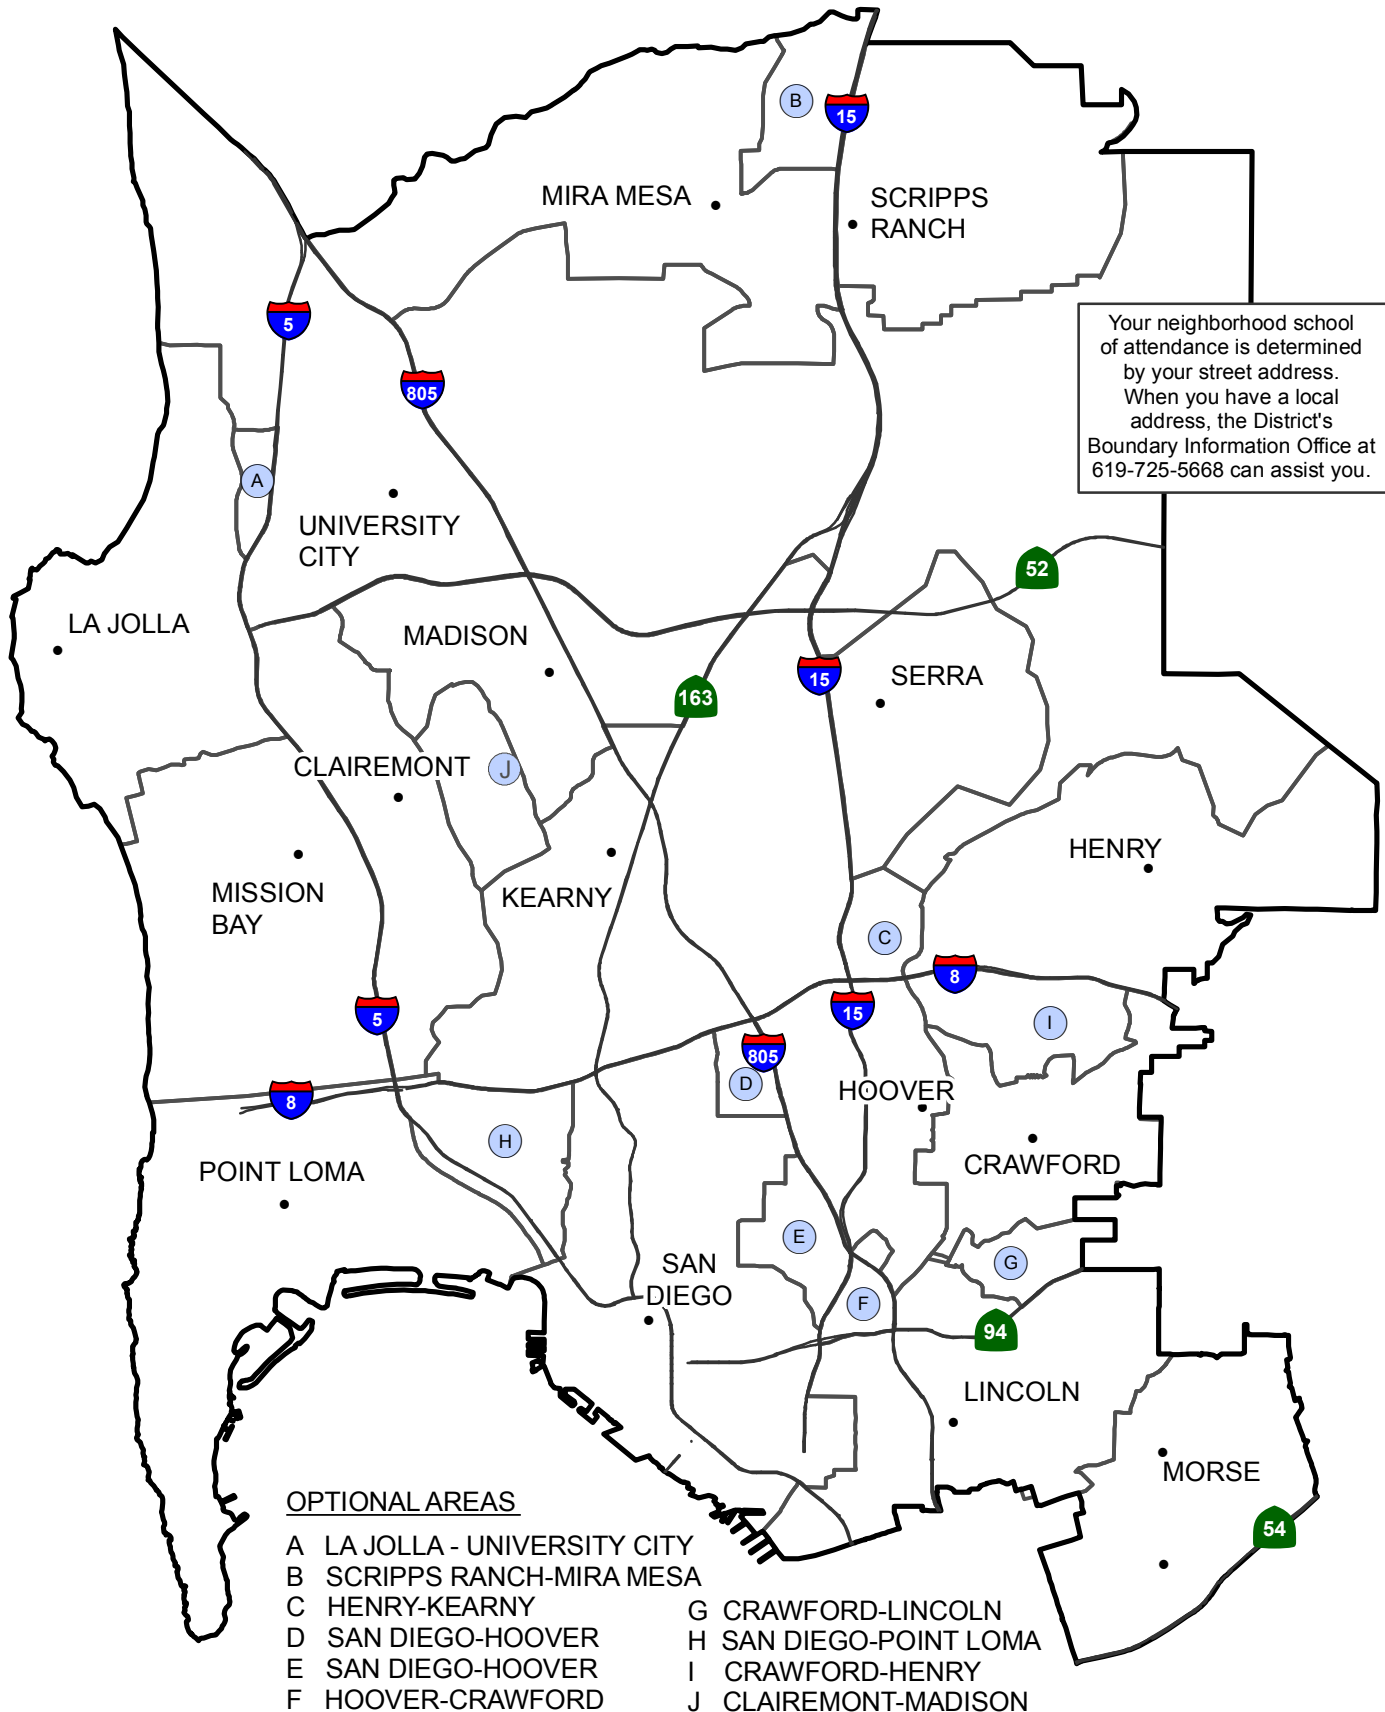 B
15
MIRA MESA
SCRIPPS
RANCH
5
Your neighborhood school
of attendance is determined
by your street address.
When you have a local
address, the District's
Boundary Information Office at
619-725-5668 can assist you.
805
A
UNIVERSITY
CITY
52
LA JOLLA
MADISON
15
SERRA
163
CLAIREMONT
J
HENRY
MISSION
BAY
KEARNY
C
8
5
15
I
805
D
HOOVER
8
H
CRAWFORD
POINT LOMA
E
G
SAN
DIEGO
F
94
LINCOLN
MORSE
54
OPTIONAL AREAS
A LA JOLLA - UNIVERSITY CITY
B SCRIPPS RANCH-MIRA MESA
C HENRY-KEARNY
D SAN DIEGO-HOOVER
E SAN DIEGO-HOOVER
F HOOVER-CRAWFORD
G CRAWFORD-LINCOLN
H SAN DIEGO-POINT LOMA
I CRAWFORD-HENRY
J CLAIREMONT-MADISON